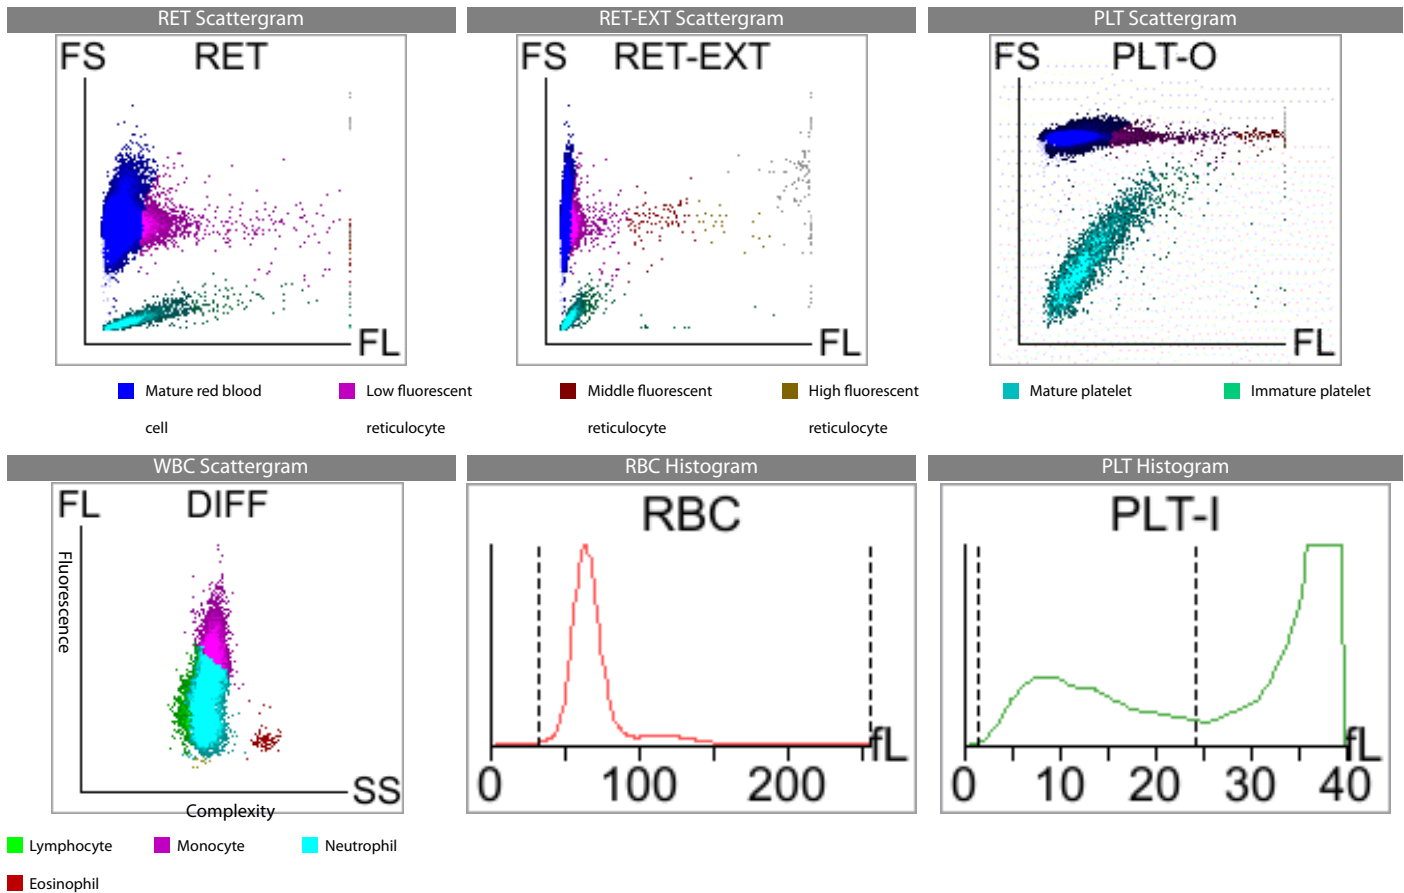 RET Scattergram
RET-EXT Scattergram
PLT Scattergram
FS RET
FL
FS RET-EXT
FL
FS PLT-O
FL
Mature red blood cell
Low fluorescent reticulocyte
Middle fluorescent reticulocyte
High fluorescent reticulocyte
Mature platelet
Immature platelet
WBC Scattergram
RBC Histogram
PLT Histogram
FL DIFF
Fluorescence
SS
Complexity
RBC
fL
0 100 200
PLT-I
fL
0 10 20 30 40
Lymphocyte
Monocyte
Neutrophil
Eosinophil